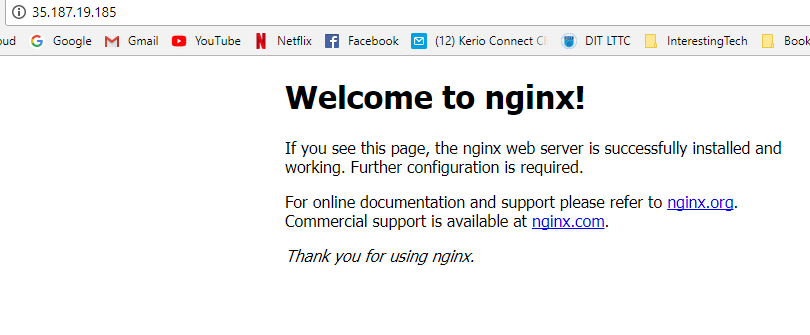 35.187.19.185
oud Google Gmail YouTube Netflix Facebook (12) Kerio Connect Cl DIT LTTC InterestingTech Book
Welcome to nginx!
If you see this page, the nginx web server is successfully installed and
working. Further configuration is required.
For online documentation and support please refer to nginx.org.
Commercial support is available at nginx.com.
Thank you for using nginx.